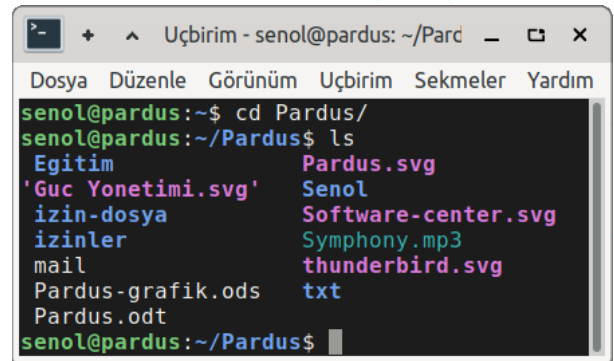 Uçbirim - senol@pardus: ~/Pard
Dosya Düzenle Görünüm Uçbirim Sekmeler Yardım
senol@pardus:~$ cd Pardus/
senol@pardus:~/Pardus$ ls
Egitim Pardus.svg
'Guc Yonetimi.svg' Senol
izin-dosya Software-center.svg
izinler Symphony.mp3
mail thunderbird.svg
Pardus-grafik.ods txt
Pardus.odt
senol@pardus:~/Pardus$